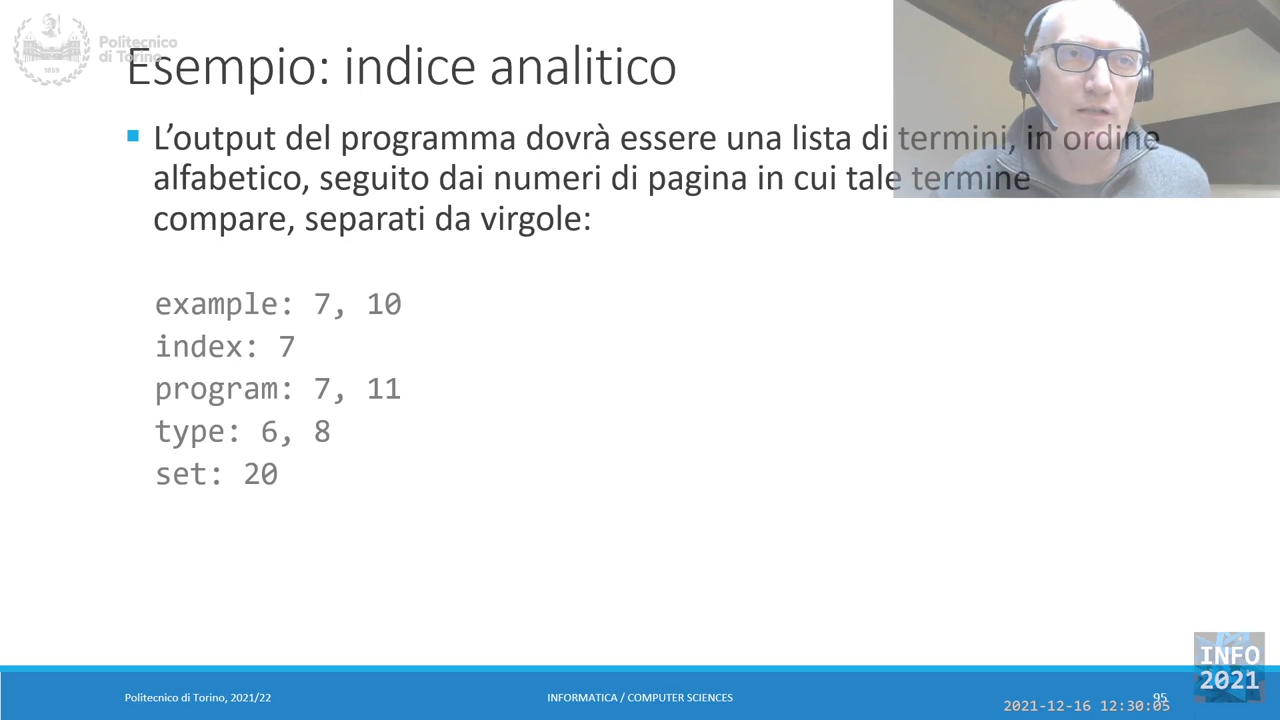 Politecnico
di Torino
1859
Esempio: indice analitico
L’output del programma dovrà essere una lista di termini, in ordine
alfabetico, seguito dai numeri di pagina in cui tale termine
compare, separati da virgole:
example: 7, 10
index: 7
program: 7, 11
type: 6, 8
set: 20
INFO
2021
Politecnico di Torino, 2021/22
INFORMATICA / COMPUTER SCIENCES
95
2021-12-16 12:30:05